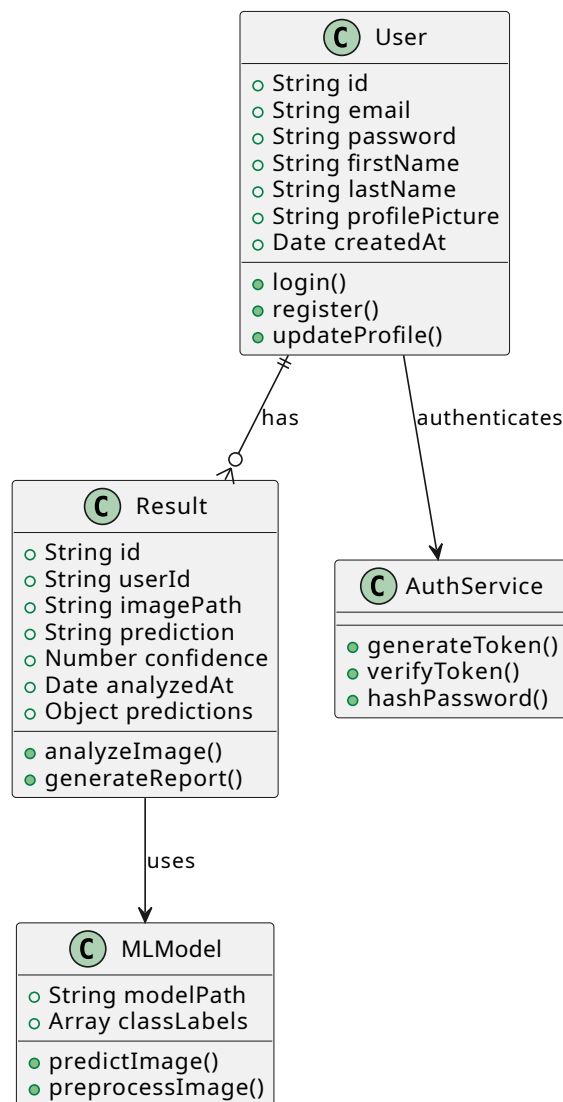 C User
String id
String email
String password
String firstName
String lastName
String profilePicture
Date createdAt
login()
register()
updateProfile()
has
authenticates
C Result
String id
String userId
String imagePath
String prediction
Number confidence
Date analyzedAt
Object predictions
analyzeImage()
generateReport()
C AuthService
generateToken()
verifyToken()
hashPassword()
uses
C MLModel
String modelPath
Array classLabels
predictImage()
preprocessImage()